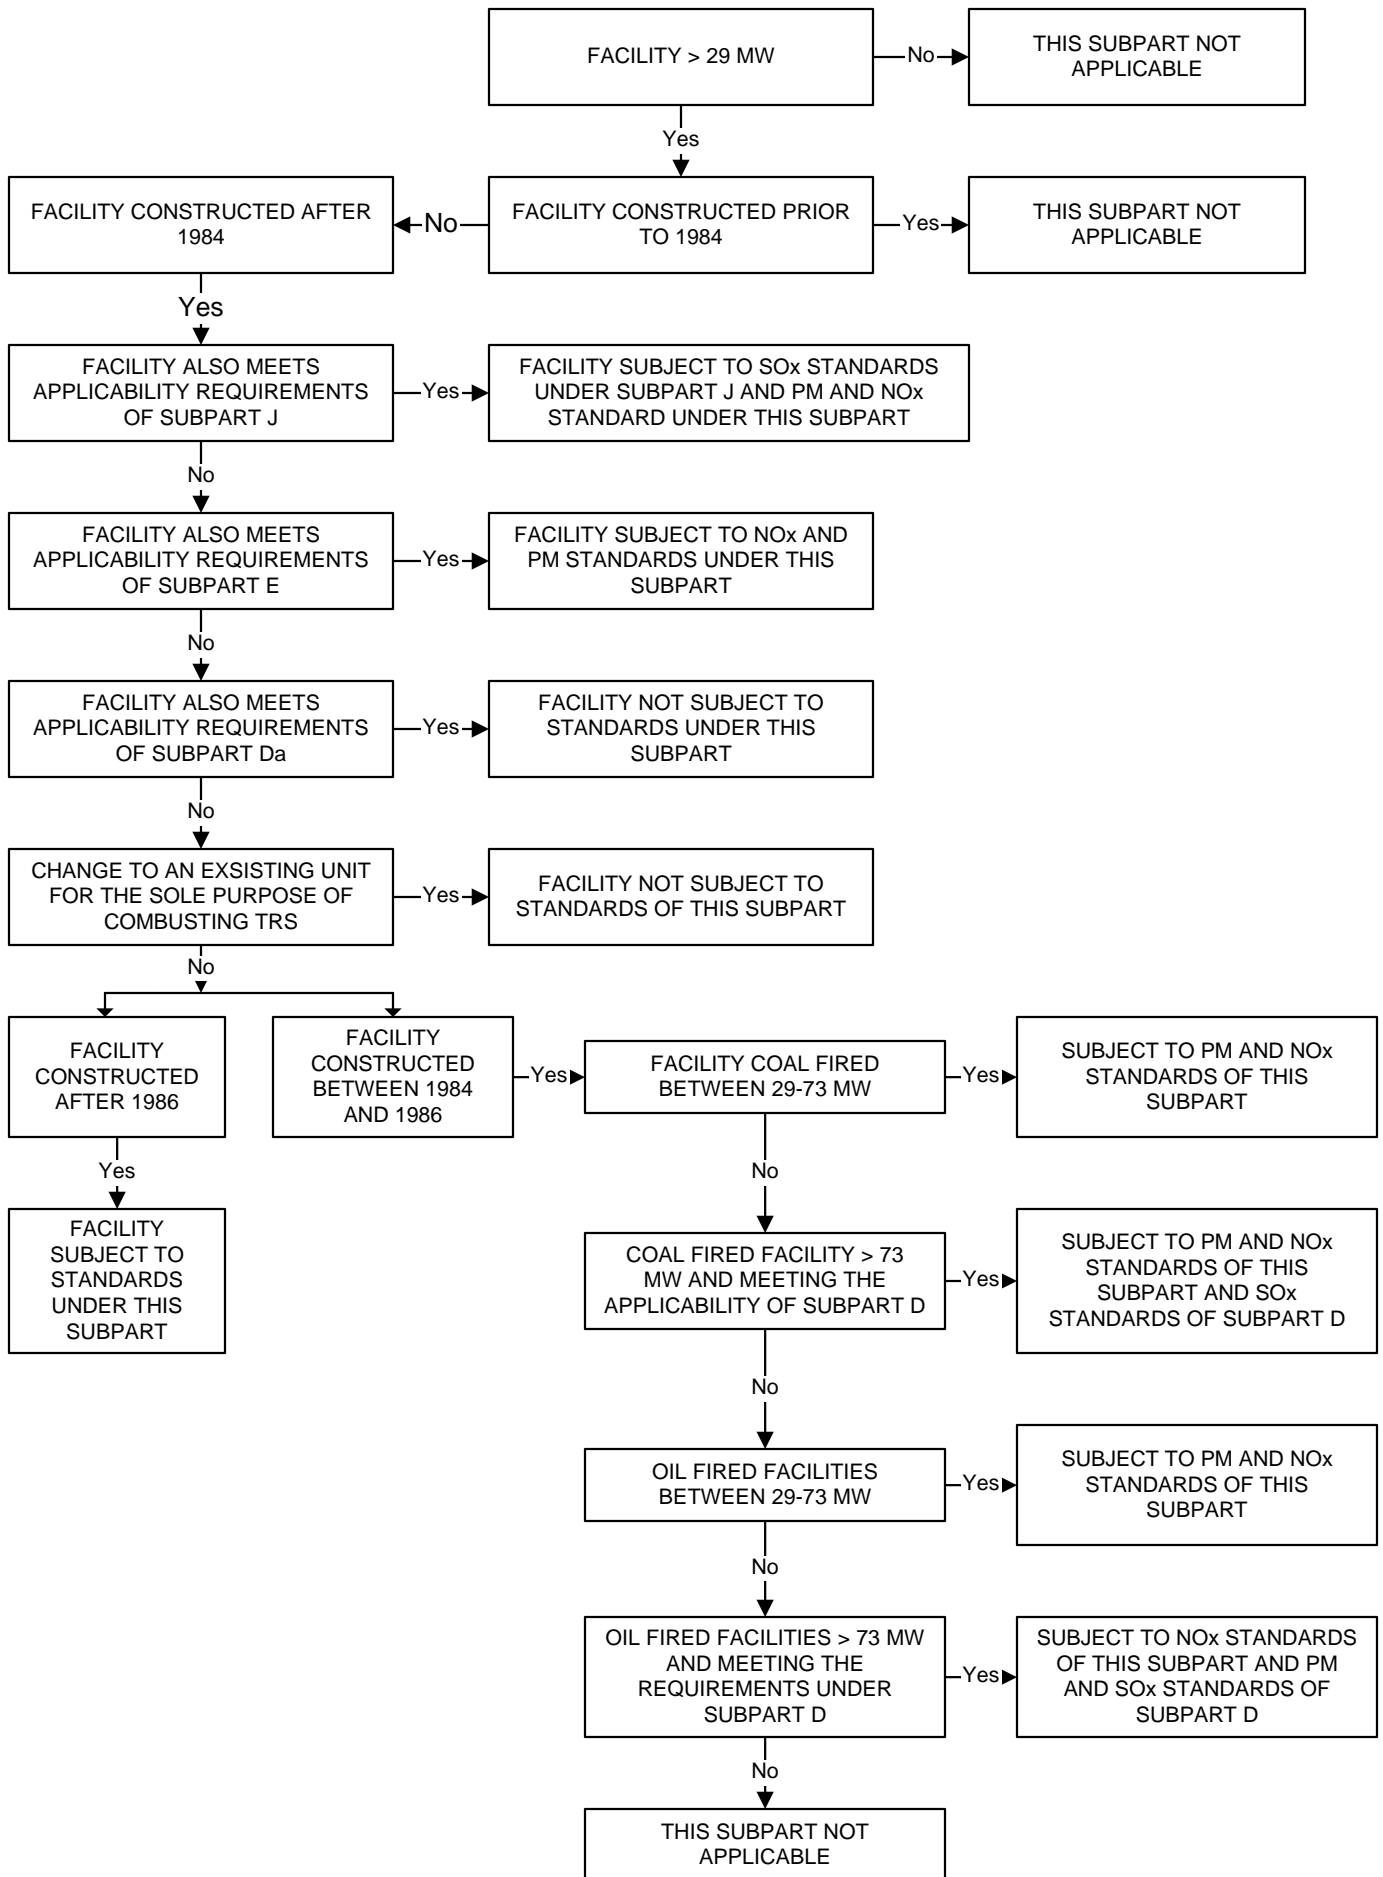 FACILITY > 29 MW
No
THIS SUBPART NOT
APPLICABLE
Yes
FACILITY CONSTRUCTED AFTER
1984
No
FACILITY CONSTRUCTED PRIOR
TO 1984
Yes
THIS SUBPART NOT
APPLICABLE
Yes
FACILITY ALSO MEETS
APPLICABILITY REQUIREMENTS
OF SUBPART J
Yes
FACILITY SUBJECT TO SOx STANDARDS
UNDER SUBPART J AND PM AND NOx
STANDARD UNDER THIS SUBPART
No
FACILITY ALSO MEETS
APPLICABILITY REQUIREMENTS
OF SUBPART E
Yes
FACILITY SUBJECT TO NOx AND
PM STANDARDS UNDER THIS
SUBPART
No
FACILITY ALSO MEETS
APPLICABILITY REQUIREMENTS
OF SUBPART Da
Yes
FACILITY NOT SUBJECT TO
STANDARDS UNDER THIS
SUBPART
No
CHANGE TO AN EXSISTING UNIT
FOR THE SOLE PURPOSE OF
COMBUSTING TRS
Yes
FACILITY NOT SUBJECT TO
STANDARDS OF THIS SUBPART
No
FACILITY
CONSTRUCTED
AFTER 1986
FACILITY
CONSTRUCTED
BETWEEN 1984
AND 1986
Yes
FACILITY COAL FIRED
BETWEEN 29-73 MW
Yes
SUBJECT TO PM AND NOx
STANDARDS OF THIS
SUBPART
Yes
No
FACILITY
SUBJECT TO
STANDARDS
UNDER THIS
SUBPART
COAL FIRED FACILITY > 73
MW AND MEETING THE
APPLICABILITY OF SUBPART D
Yes
SUBJECT TO PM AND NOx
STANDARDS OF THIS
SUBPART AND SOx
STANDARDS OF SUBPART D
No
OIL FIRED FACILITIES
BETWEEN 29-73 MW
Yes
SUBJECT TO PM AND NOx
STANDARDS OF THIS
SUBPART
No
OIL FIRED FACILITIES > 73 MW
AND MEETING THE
REQUIREMENTS UNDER
SUBPART D
Yes
SUBJECT TO NOx STANDARDS
OF THIS SUBPART AND PM
AND SOx STANDARDS OF
SUBPART D
No
THIS SUBPART NOT
APPLICABLE